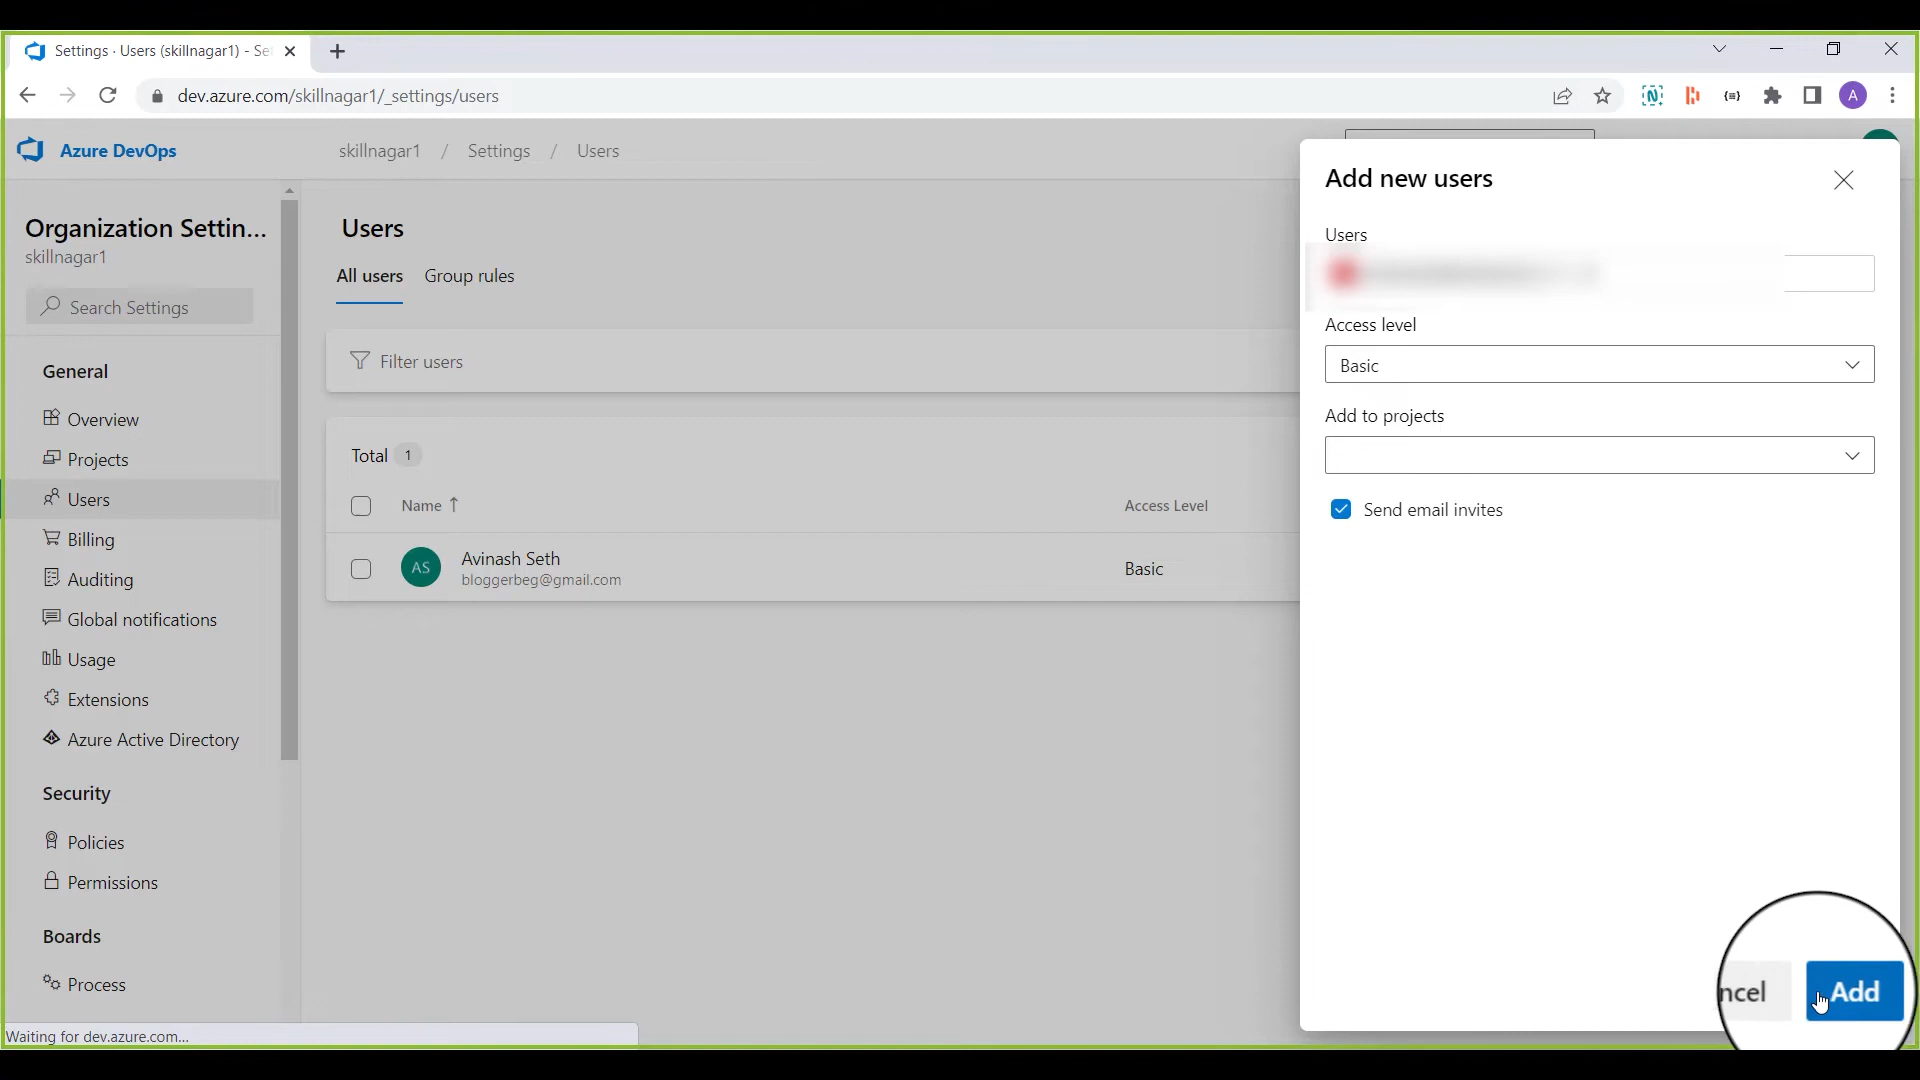 Settings · Users (skillnagar1) - Se
dev.azure.com/skillnagar1/_settings/users
A
Azure DevOps
skillnagar1 / Settings / Users
Organization Settin...
skillnagar1
Search Settings
General
Overview
Projects
Users
Billing
Auditing
Global notifications
Usage
Extensions
Azure Active Directory
Security
Policies
Permissions
Boards
Process
Waiting for dev.azure.com...
Users
All users Group rules
Filter users
Total 1
Name ↑ Access Level
AS Avinash Seth Basic
bloggerbeg@gmail.com
Add new users
Users
Access level
Basic
Add to projects
Send email invites
ncel Add